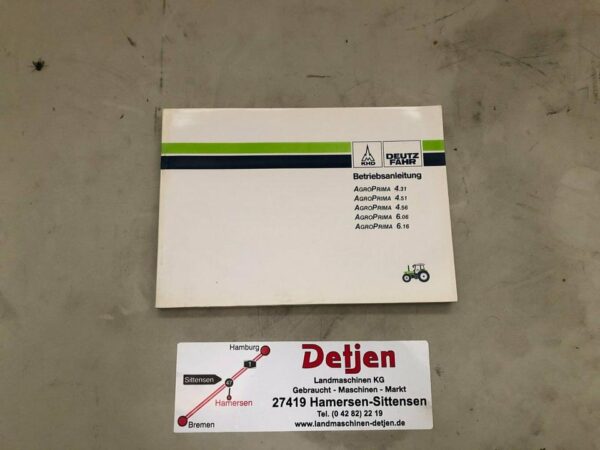 KHD
DEUTZ
FAHR
Betriebsanleitung
AGROPRIMA 4.31
AGROPRIMA 4.51
AGROPRIMA 4.56
AGROPRIMA 6.06
AGROPRIMA 6.16
Hamburg
1
Sittensen
47
Hamersen
Bremen
Detjen
Landmaschinen KG
Gebraucht - Maschinen - Markt
27419 Hamersen-Sittensen
Tel. (0 42 82) 22 19
www.landmaschinen-detjen.de